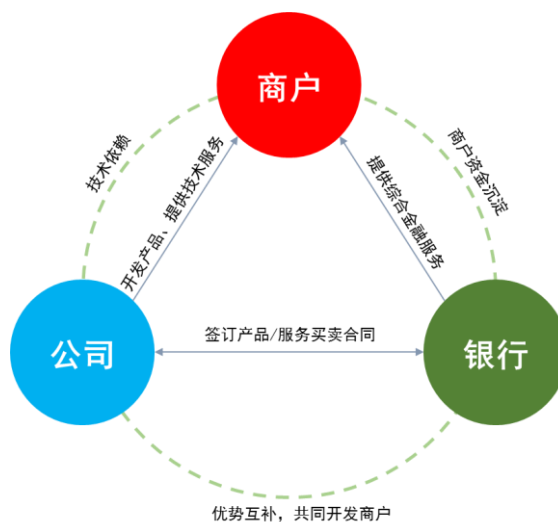 商户
技术依赖
开发产品、提供技术服务
提供综合金融服务
商户资金沉淀
公司
签订产品/服务买卖合同
银行
优势互补，共同开发商户